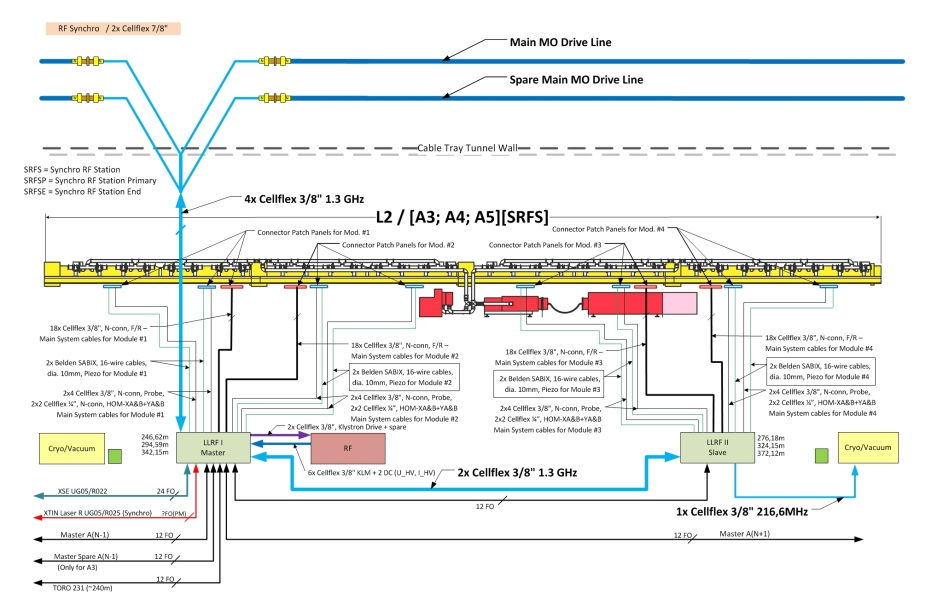 RF Synchro / 2x Cellflex 7/8"
Main MO Drive Line
Spare Main MO Drive Line
Cable Tray Tunnel Wall
SRFS = Synchro RF Station
SRFSP = Synchro RF Station Primary
SRFSE = Synchro RF Station End
4x Cellflex 3/8" 1.3 GHz
L2 / [A3; A4; A5][SRFS]
Connector Patch Panels for Mod. #1
Connector Patch Panels for Mod. #2
Connector Patch Panels for Mod. #3
Connector Patch Panels for Mod. #4
18x Cellflex 3/8", N-conn, F/R –
Main System cables for Module #1
2x Belden SABIX, 16-wire cables,
dia. 10mm, Piezo for Module #1
2x4 Cellflex 3/8", N-conn, Probe,
2x2 Cellflex ¼", N-conn, HOM-XA&B+YA&B
Main System cables for Module #1
18x Cellflex 3/8", N-conn, F/R –
Main System cables for Module #2
2x Belden SABIX, 16-wire cables,
dia. 10mm, Piezo for Module #2
2x4 Cellflex 3/8", N-conn, Probe,
2x2 Cellflex ¼", HOM-XA&B+YA&B
Main System cables for Module #2
18x Cellflex 3/8", N-conn, F/R –
Main System cables for Module #3
2x Belden SABIX, 16-wire cables,
dia. 10mm, Piezo for Module #3
2x4 Cellflex 3/8", N-conn, Probe,
2x2 Cellflex ¼", HOM-XA&B+YA&B
Main System cables for Module #3
18x Cellflex 3/8", N-conn, F/R –
Main System cables for Module #4
2x Belden SABIX, 16-wire cables,
dia. 10mm, Piezo for Module #4
2x4 Cellflex 3/8", N-conn, Probe,
2x2 Cellflex ¼", HOM-XA&B+YA&B
Main System cables for Module #4
2x Cellflex 3/8", Klystron Drive + spare
Cryo/Vacuum
246,62m
294,59m
342,15m
LLRF I
Master
RF
6x Cellflex 3/8" KLM + 2 DC (U_HV, I_HV)
LLRF II
Slave
276,18m
324,15m
372,12m
Cryo/Vacuum
2x Cellflex 3/8" 1.3 GHz
XSE UG05/R022
24 FO
12 FO
1x Cellflex 3/8" 216,6MHz
XTIN Laser R UG05/R025 (Synchro)
?FO(PM)
Master A(N-1)
12 FO
12 FO
Master A(N+1)
Master Spare A(N-1)
12 FO
(Only for A3)
TORO 231 (~240m)
12 FO